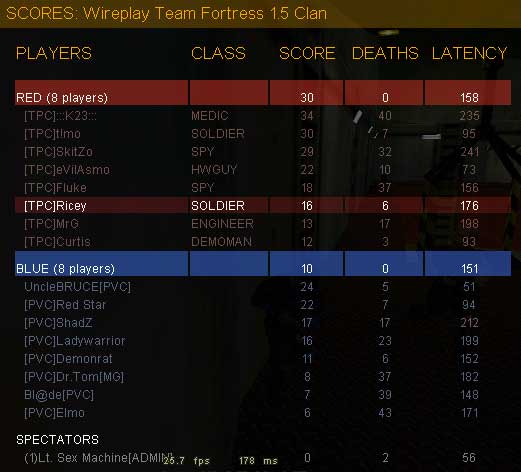 SCORES: Wireplay Team Fortress 1.5 Clan
PLAYERS CLASS SCORE DEATHS LATENCY
RED (8 players) 30 0 158
[TPC]:::K23::: MEDIC 34 40 235
[TPC]t!mo SOLDIER 30 7 95
[TPC]SkitZo SPY 29 32 241
[TPC]eVilAsmo HWGUY 22 10 73
[TPC]Fluke SPY 18 37 156
[TPC]Ricey SOLDIER 16 6 176
[TPC]MrG ENGINEER 13 17 198
[TPC]Curtis DEMOMAN 12 3 93
BLUE (8 players) 10 0 151
UncleBRUCE[PVC] 24 5 51
[PVC]Red Star 22 7 94
[PVC]ShadZ 17 17 212
[PVC]Ladywarrior 16 23 199
[PVC]Demonrat 11 6 152
[PVC]Dr.Tom[MG] 8 37 182
Bl@de[PVC] 7 39 148
[PVC]Elmo 6 43 171
SPECTATORS
(1)Lt. Sex Machine[ADMIN] 0 2 56
25.7 fps 178 ms